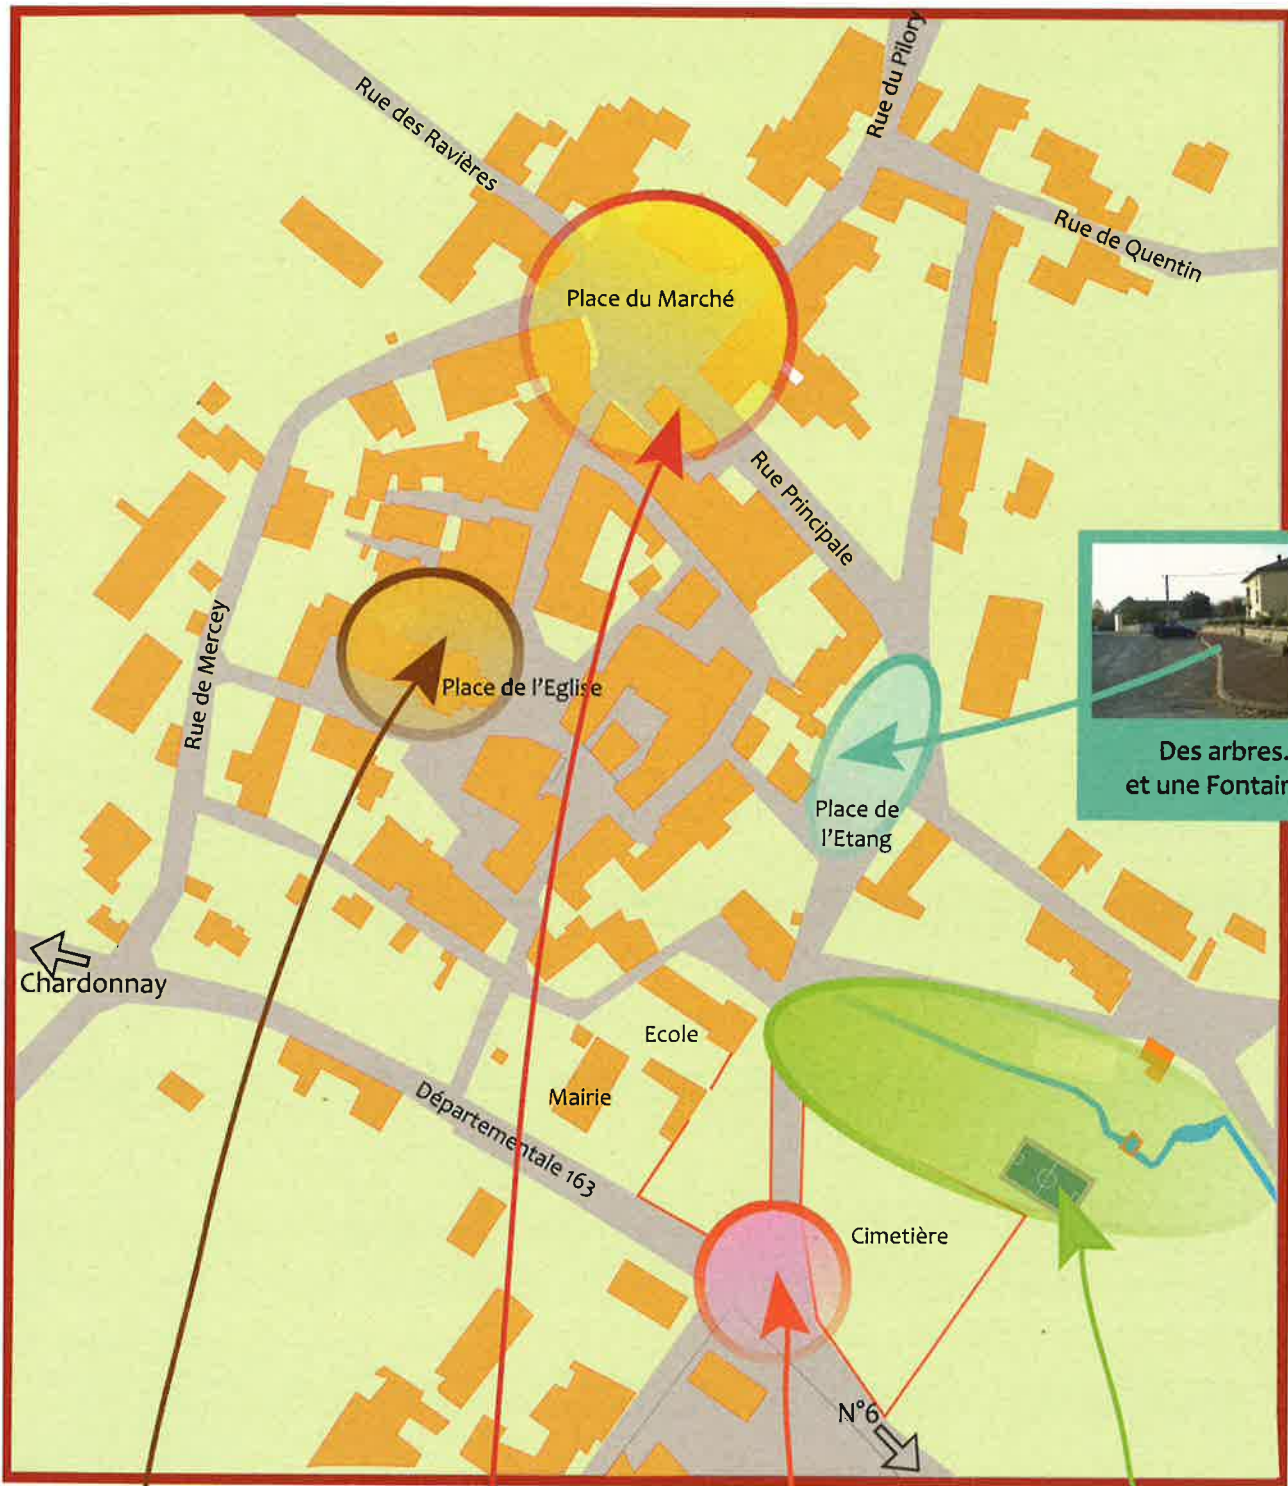 Rue du Pilory
Rue des Ravières
Rue de Quentin
Place du Marché
Rue Principale
Rue de Mercey
Place de l'Eglise
Des arbres.
et une
Place de
l'Etang
Chardonnay
Ecole
Mairie
Départementale 163
Cimetière
N°6